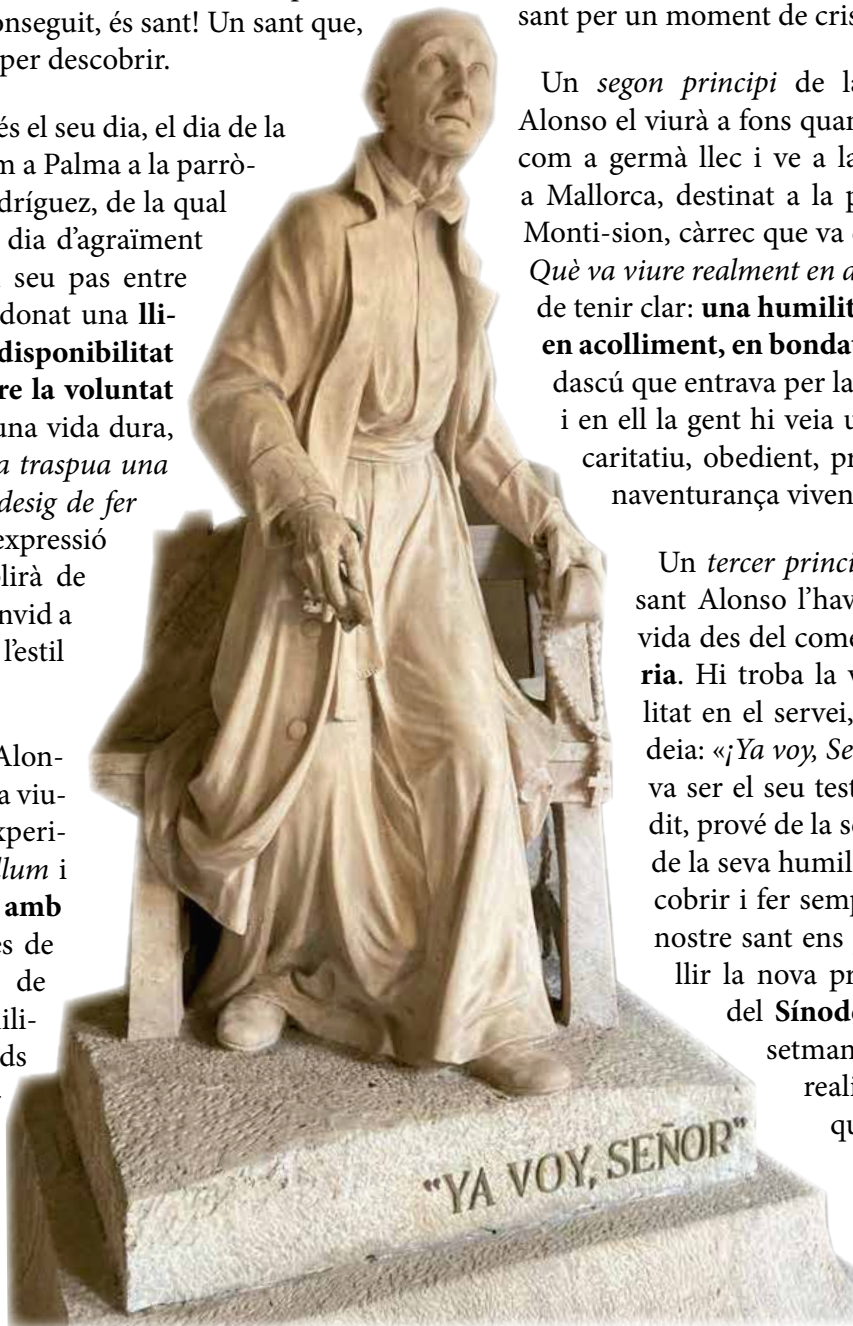 onseguit, és sant! Un sant que,
per descobrir.
és el seu dia, el dia de la
m a Palma a la parrò-
dríguez, de la qual
dia d'agraïment
seu pas entre
donat una lli-
disponibilitat
re la voluntat
una vida dura,
a traspua una
desig de fer
expressió
lirà de
nvid a
l'estil
Alon-
a viu-
xperi-
llum i
amb
es de
de
ili-
ds
sant per un moment de cris
Un segon principi de la
Alonso el viurà a fons quan
com a germà llec i ve a la
a Mallorca, destinat a la p
Monti-sion, càrrec que va
Què va viure realment en a
de tenir clar: una humilit
en acolliment, en bondat
dascú que entrava per la
i en ell la gent hi veia u
caritatiu, obedient, pr
naventurança viven
Un tercer princi
sant Alonso l'hav
vida des del come
ria. Hi troba la v
litat en el servei,
deia: «¡Ya voy, Se
va ser el seu test
dit, prové de la se
de la seva humil
cobrir i fer semp
nostre sant ens
llir la nova pr
del Sínode
setman
reali
qu
"YA VOY, SEÑOR"